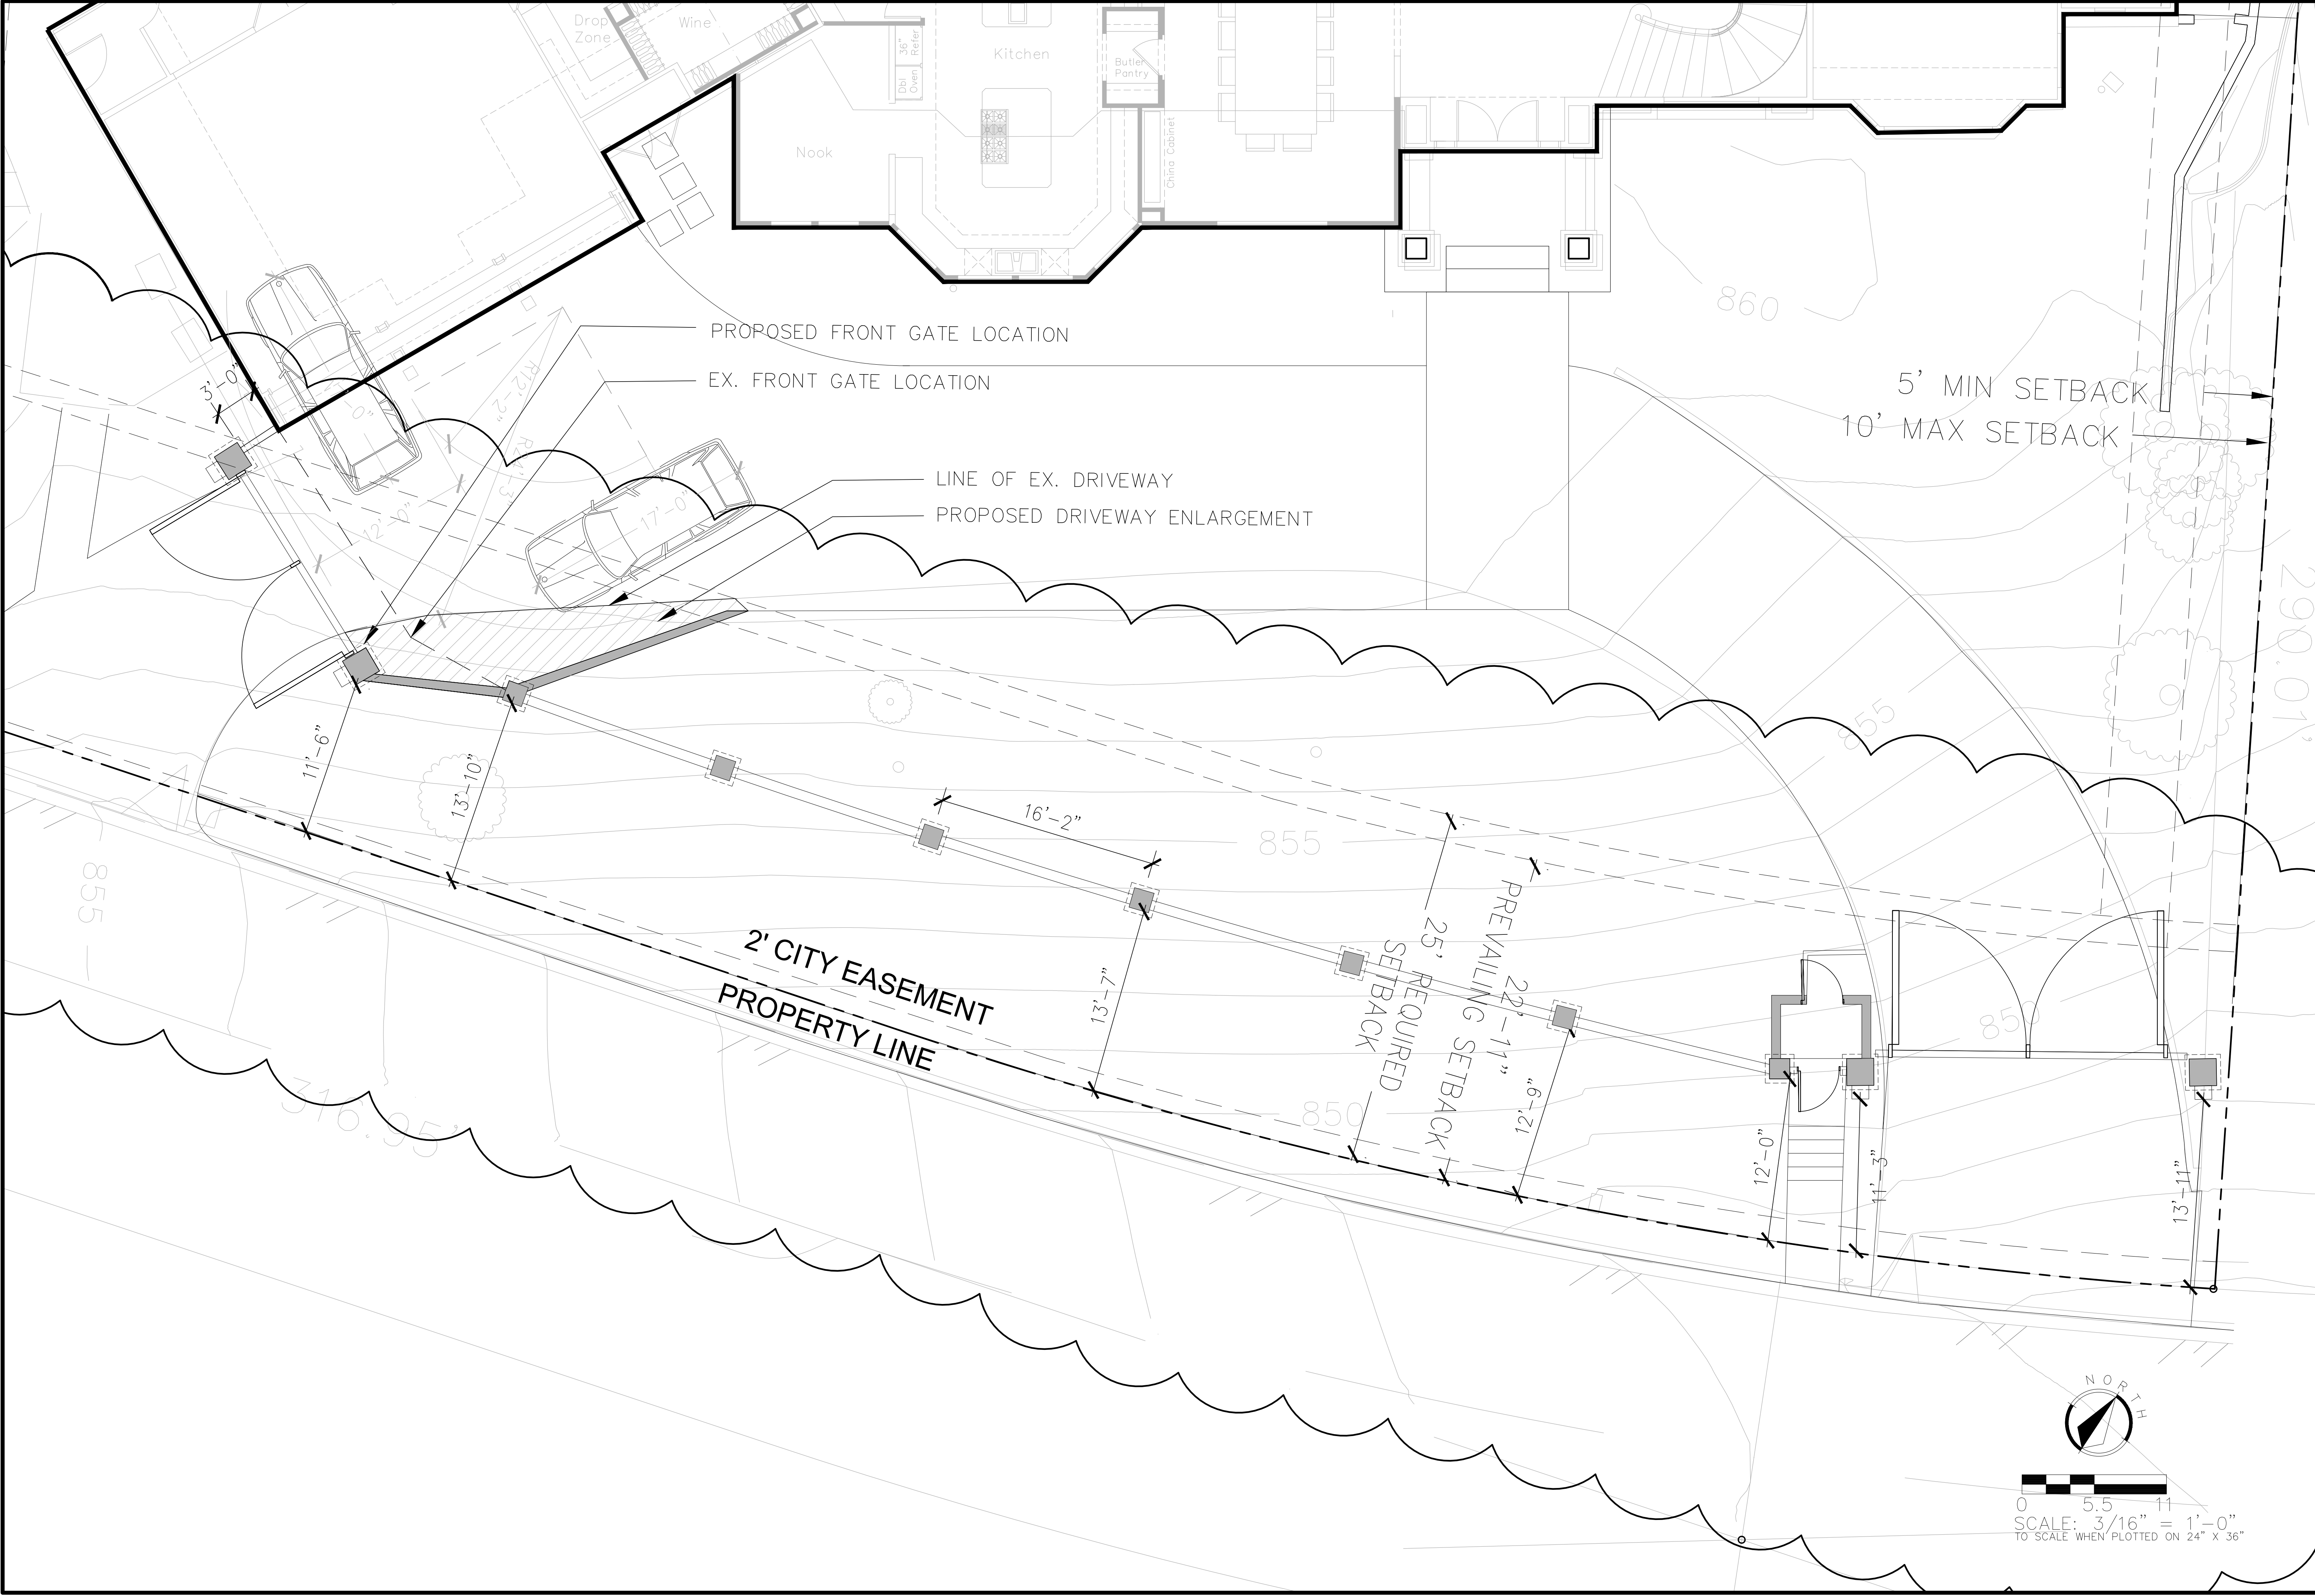 Drop
Zone
Wine
36"
Refer
Dbl
Oven
Kitchen
Butler
Pantry
Nook
China Cabinet
860
PROPOSED FRONT GATE LOCATION
EX. FRONT GATE LOCATION
5' MIN SETBACK
10' MAX SETBACK
3'-0"
R12'-2"
LINE OF EX. DRIVEWAY
PROPOSED DRIVEWAY ENLARGEMENT
17'-0"
12'-0"
855
11'-6"
13'-10"
16'-2"
855
855
2' CITY EASEMENT
PROPERTY LINE
13'-7"
25' REQUIRED
SETBACK
22'-11"
PREVAILING SETBACK
12'-6"
850
850
12'-0"
11'-3"
13'-11"
316.95'
NORTH
0 5.5 11
SCALE: 3/16" = 1'-0"
TO SCALE WHEN PLOTTED ON 24" X 36"